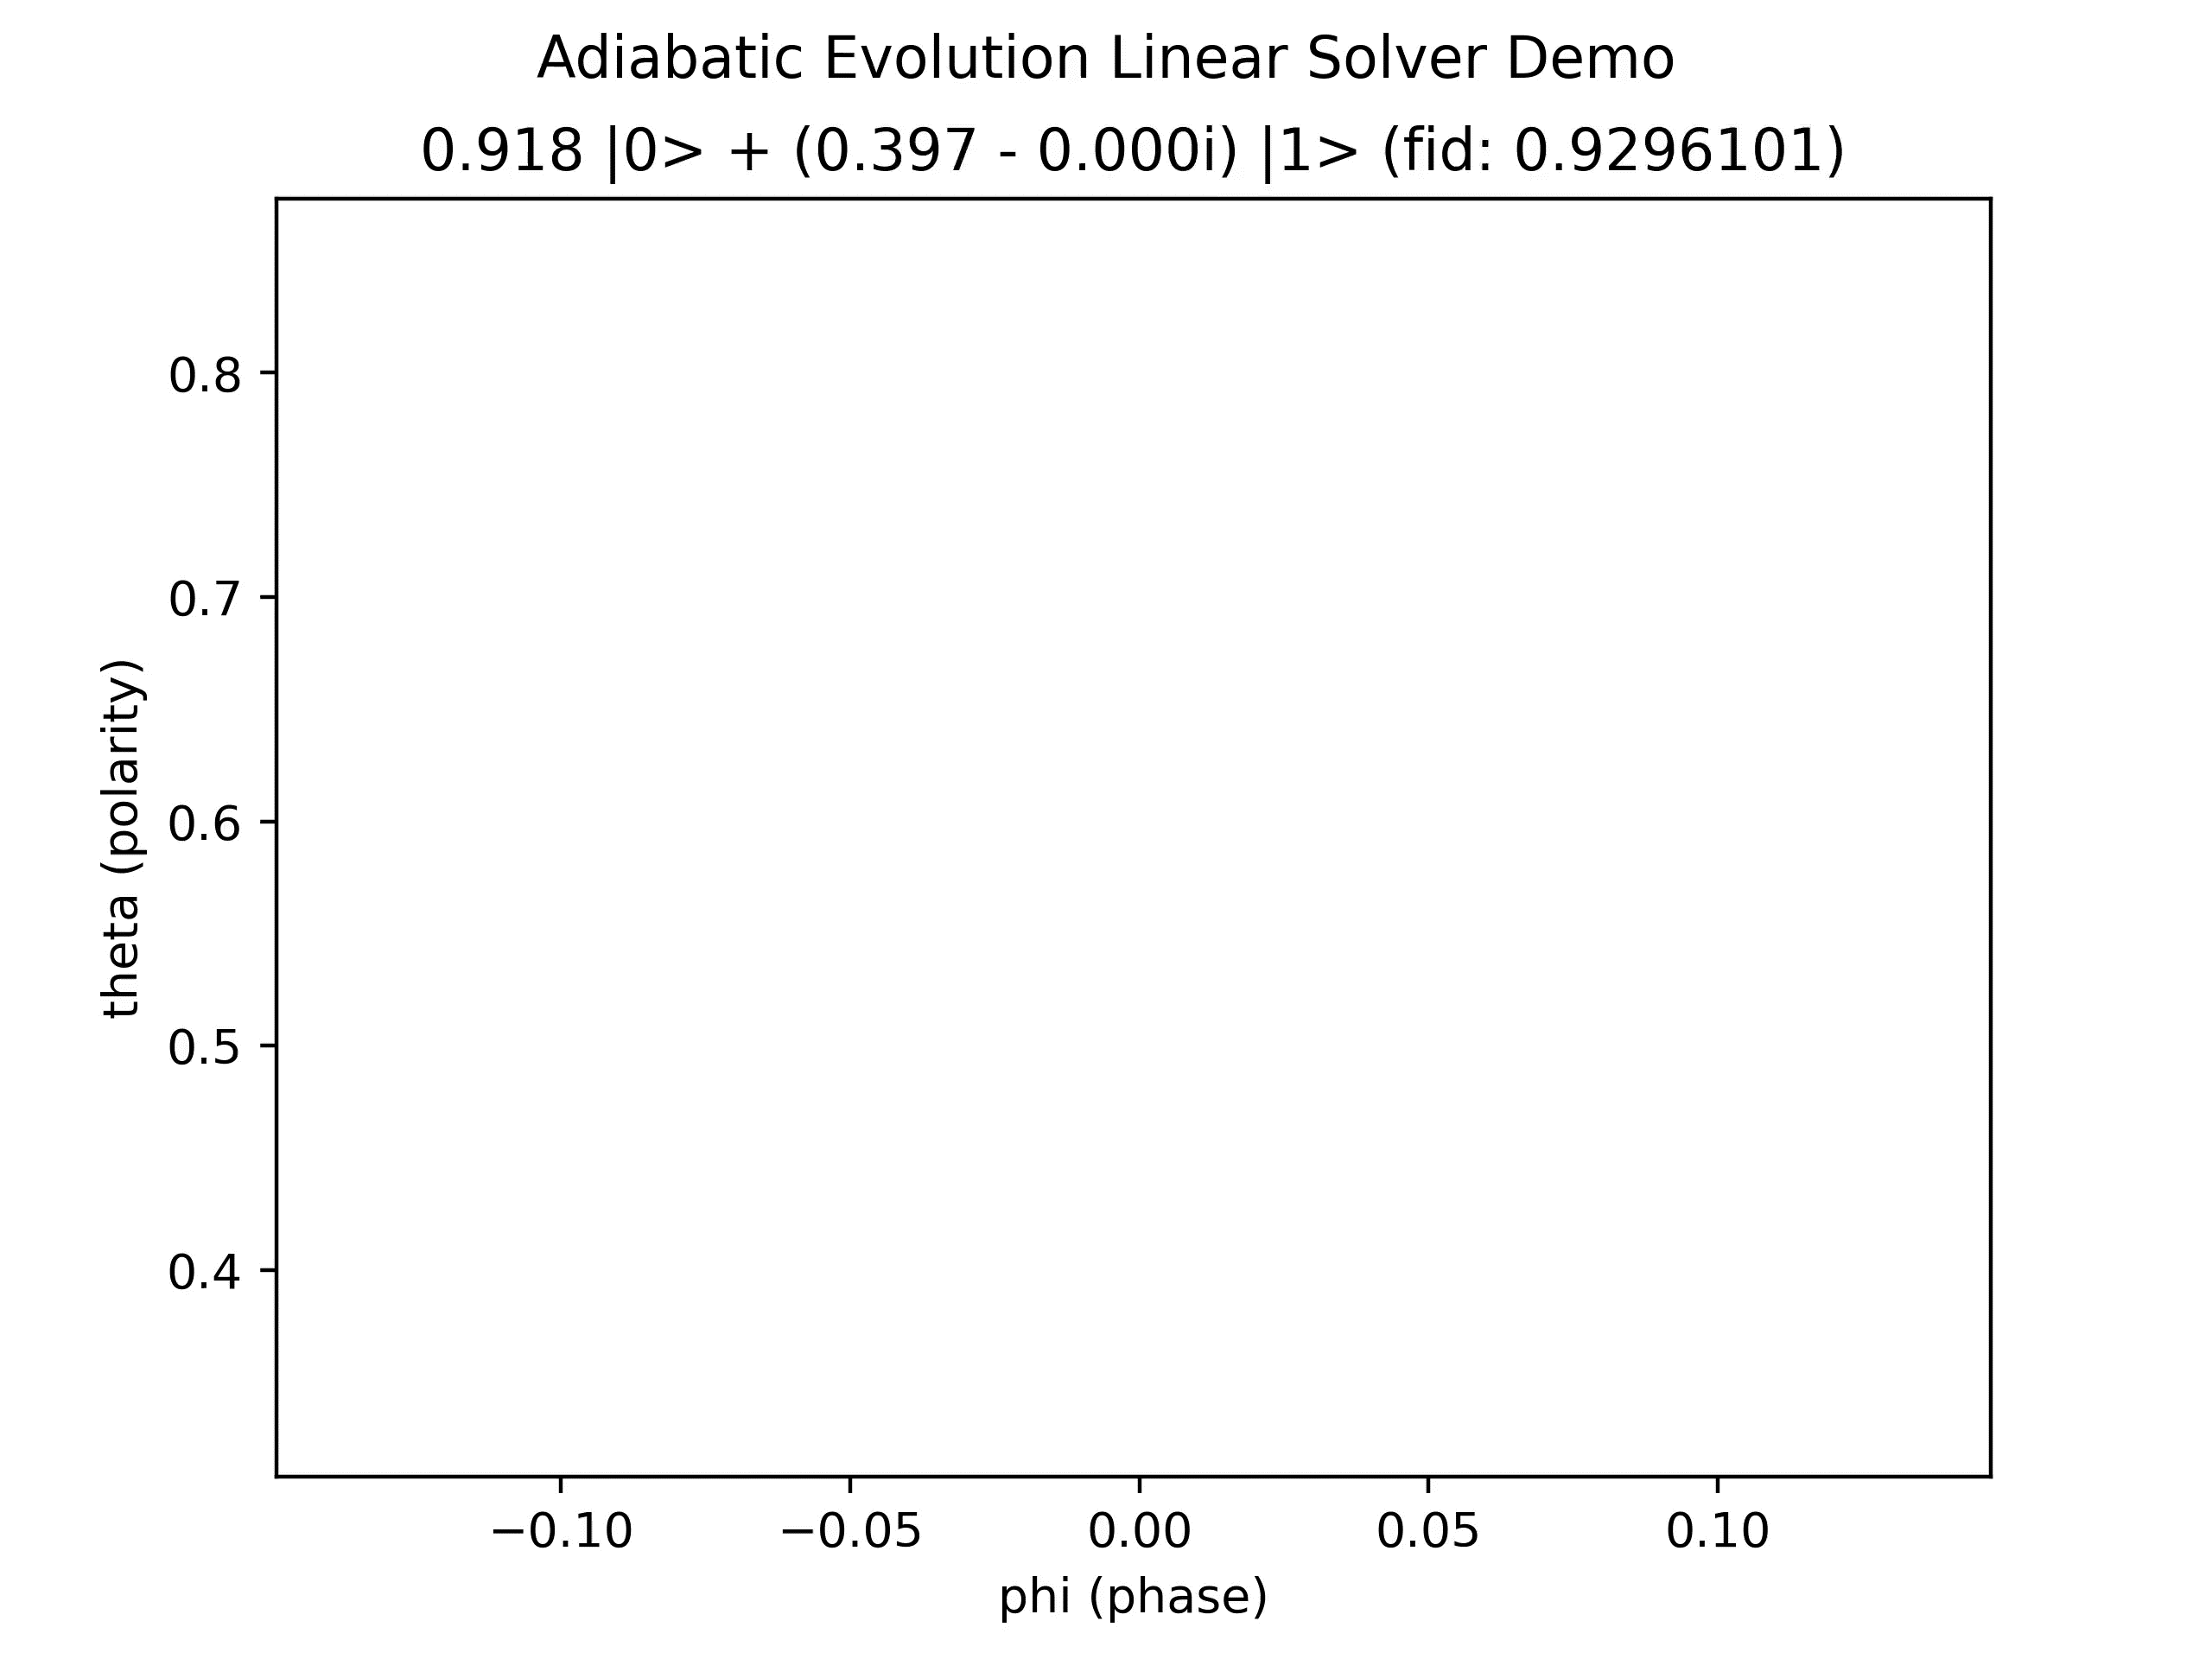 Adiabatic Evolution Linear Solver Demo
0.918 |0> + (0.397 - 0.000i) |1> (fid: 0.9296101)
theta (polarity)
0.8
0.7
0.6
0.5
0.4
−0.10
−0.05
0.00
0.05
0.10
phi (phase)